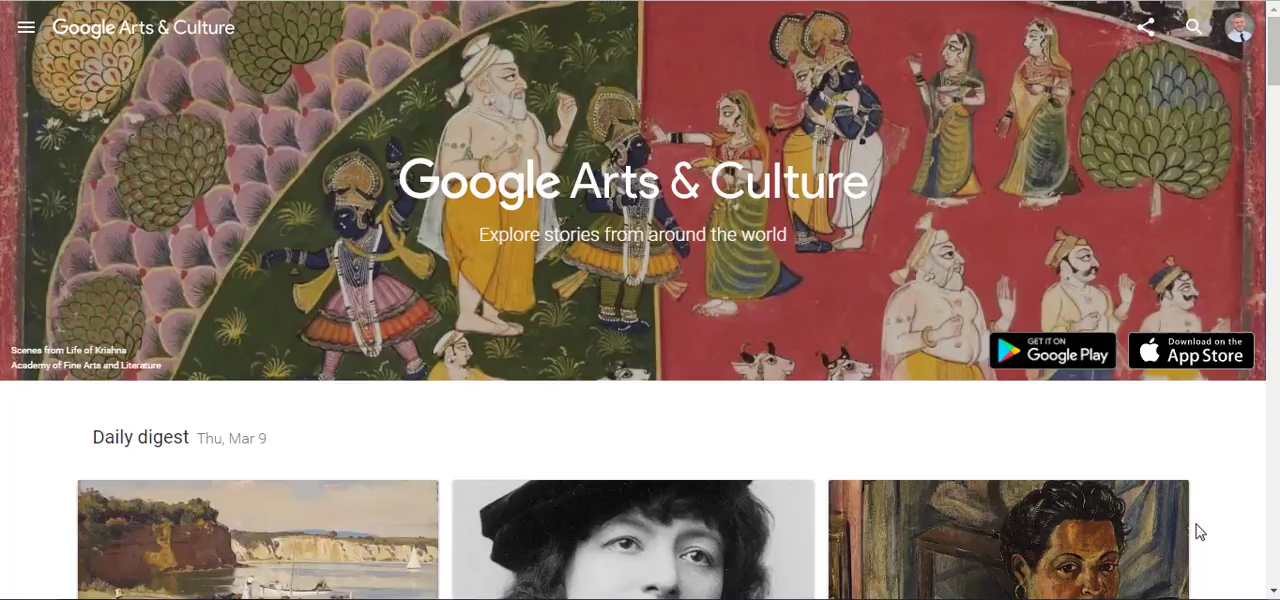 Google Arts & Culture
Google Arts & Culture
Explore stories from around the world
Scenes from Life of Krishna
Academy of Fine Arts and Literature
GET IT ON
Google Play
Download on the
App Store
Daily digest Thu, Mar 9